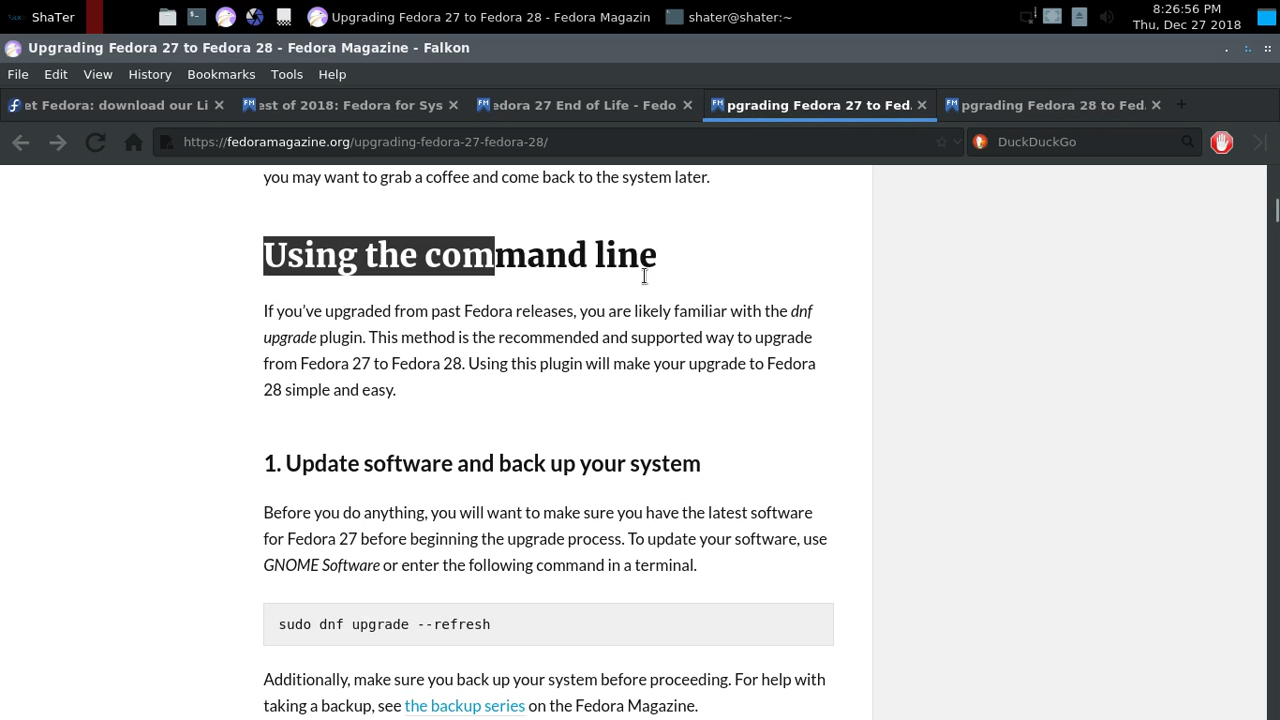 ShaTer
Upgrading Fedora 27 to Fedora 28 - Fedora Magazin
shater@shater:~
8:26:56 PM
Thu, Dec 27 2018
Upgrading Fedora 27 to Fedora 28 - Fedora Magazine - Falkon
File Edit View History Bookmarks Tools Help
et Fedora: download our Li
est of 2018: Fedora for Sys
edora 27 End of Life - Fedo
pgrading Fedora 27 to Fed.
pgrading Fedora 28 to Fed.
https://fedoramagazine.org/upgrading-fedora-27-fedora-28/
DuckDuckGo
you may want to grab a coffee and come back to the system later.
Using the command line
If you’ve upgraded from past Fedora releases, you are likely familiar with the dnf
upgrade plugin. This method is the recommended and supported way to upgrade
from Fedora 27 to Fedora 28. Using this plugin will make your upgrade to Fedora
28 simple and easy.
1. Update software and back up your system
Before you do anything, you will want to make sure you have the latest software
for Fedora 27 before beginning the upgrade process. To update your software, use
GNOME Software or enter the following command in a terminal.
sudo dnf upgrade --refresh
Additionally, make sure you back up your system before proceeding. For help with
taking a backup, see the backup series on the Fedora Magazine.